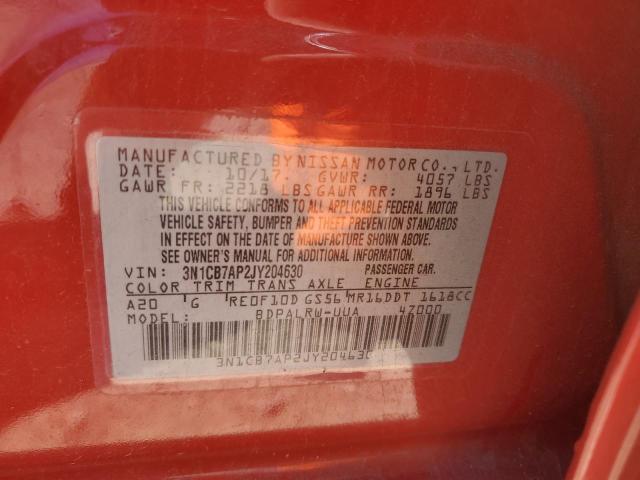 MANUFACTURED BY NISSAN MOTOR CO., LTD.
DATE: 10/17 GVWR: 4057 LBS
GAWR FR: 2218 LBS GAWR RR: 1896 LBS
THIS VEHICLE CONFORMS TO ALL APPLICABLE FEDERAL MOTOR
VEHICLE SAFETY, BUMPER AND THEFT PREVENTION STANDARDS
IN EFFECT ON THE DATE OF MANUFACTURE SHOWN ABOVE.
SEE OWNER'S MANUAL FOR ADDITIONAL INFORMATION
VIN: 3N1CB7AP2JY204630 PASSENGER CAR.
COLOR TRIM TRANS AXLE ENGINE
A20 G RE0F10D GS56 MR16DDT 1618CC
MODEL: BDPALRW-UUA 4Z000
3N1CB7AP2JY204630